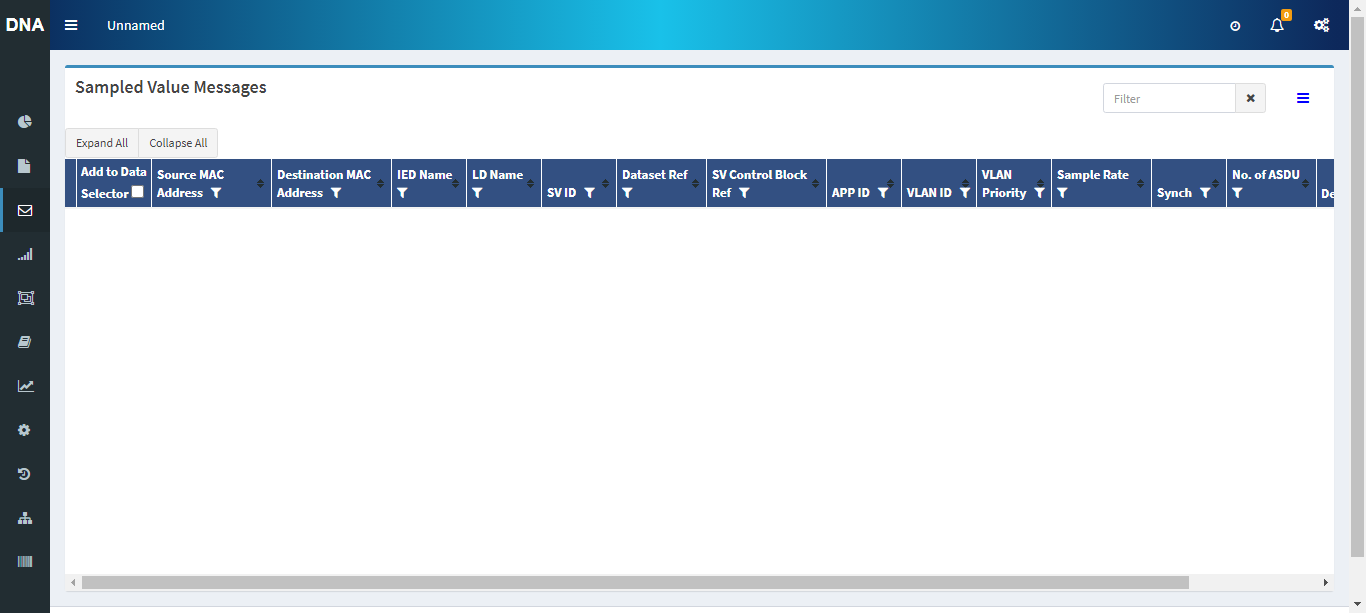 DNA
Unnamed
0
Sampled Value Messages
Filter
Expand All
Collapse All
Add to Data
Selector
Source MAC
Address
Destination MAC
Address
IED Name
LD Name
SV ID
Dataset Ref
SV Control Block
Ref
APP ID
VLAN ID
VLAN
Priority
Sample Rate
Synch
No. of ASDU